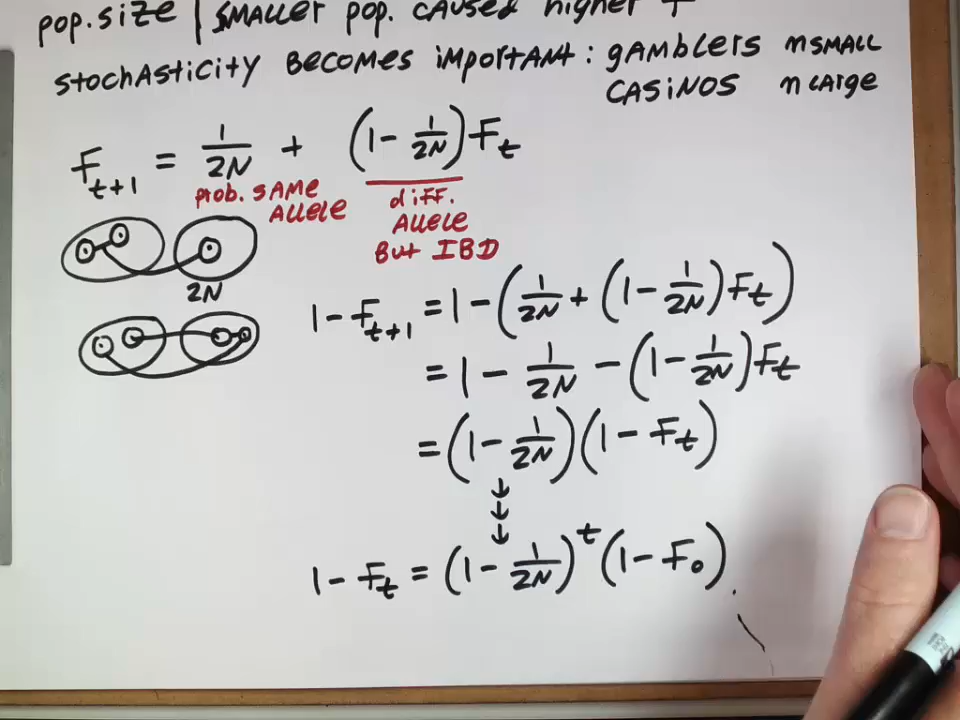 pop.size | SMALLER pop. CAUSED HigHER F
STOCHASTiCiTY BECOMES iMPORTANT : gAMBLERS n SMALL
CASiNOS n LARGE
F_{t+1} = 1/2N + (1 - 1/2N) F_t
pRob. SAME ALLELE
diFF. ALLELE BUT IBD
2N
1 - F_{t+1} = 1 - (1/2N + (1 - 1/2N) F_t)
= 1 - 1/2N - (1 - 1/2N) F_t
= (1 - 1/2N)(1 - F_t)
↓
↓
↓
1 - F_t = (1 - 1/2N)^t (1 - F_0)